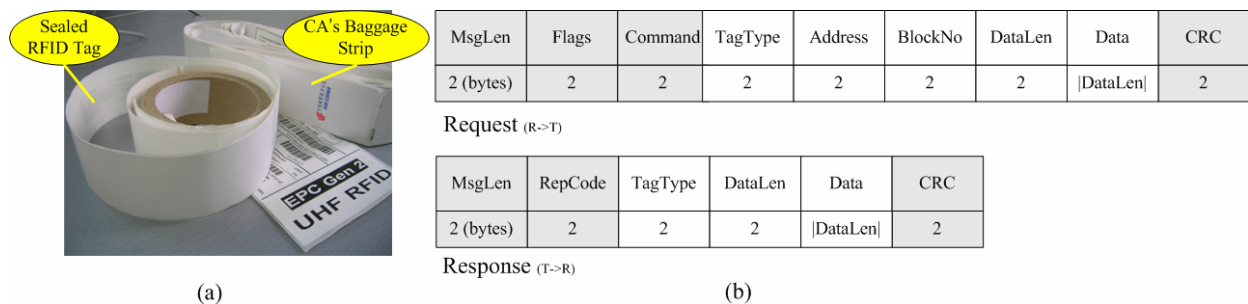 Sealed
RFID Tag
CA's Baggage
Strip
EPC Gen 2
UHF RFID
(a)
MsgLen Flags Command TagType Address BlockNo DataLen Data CRC
2 (bytes) 2 2 2 2 2 2 |DataLen| 2
Request (R->T)
MsgLen RepCode TagType DataLen Data CRC
2 (bytes) 2 2 2 |DataLen| 2
Response (T->R)
(b)